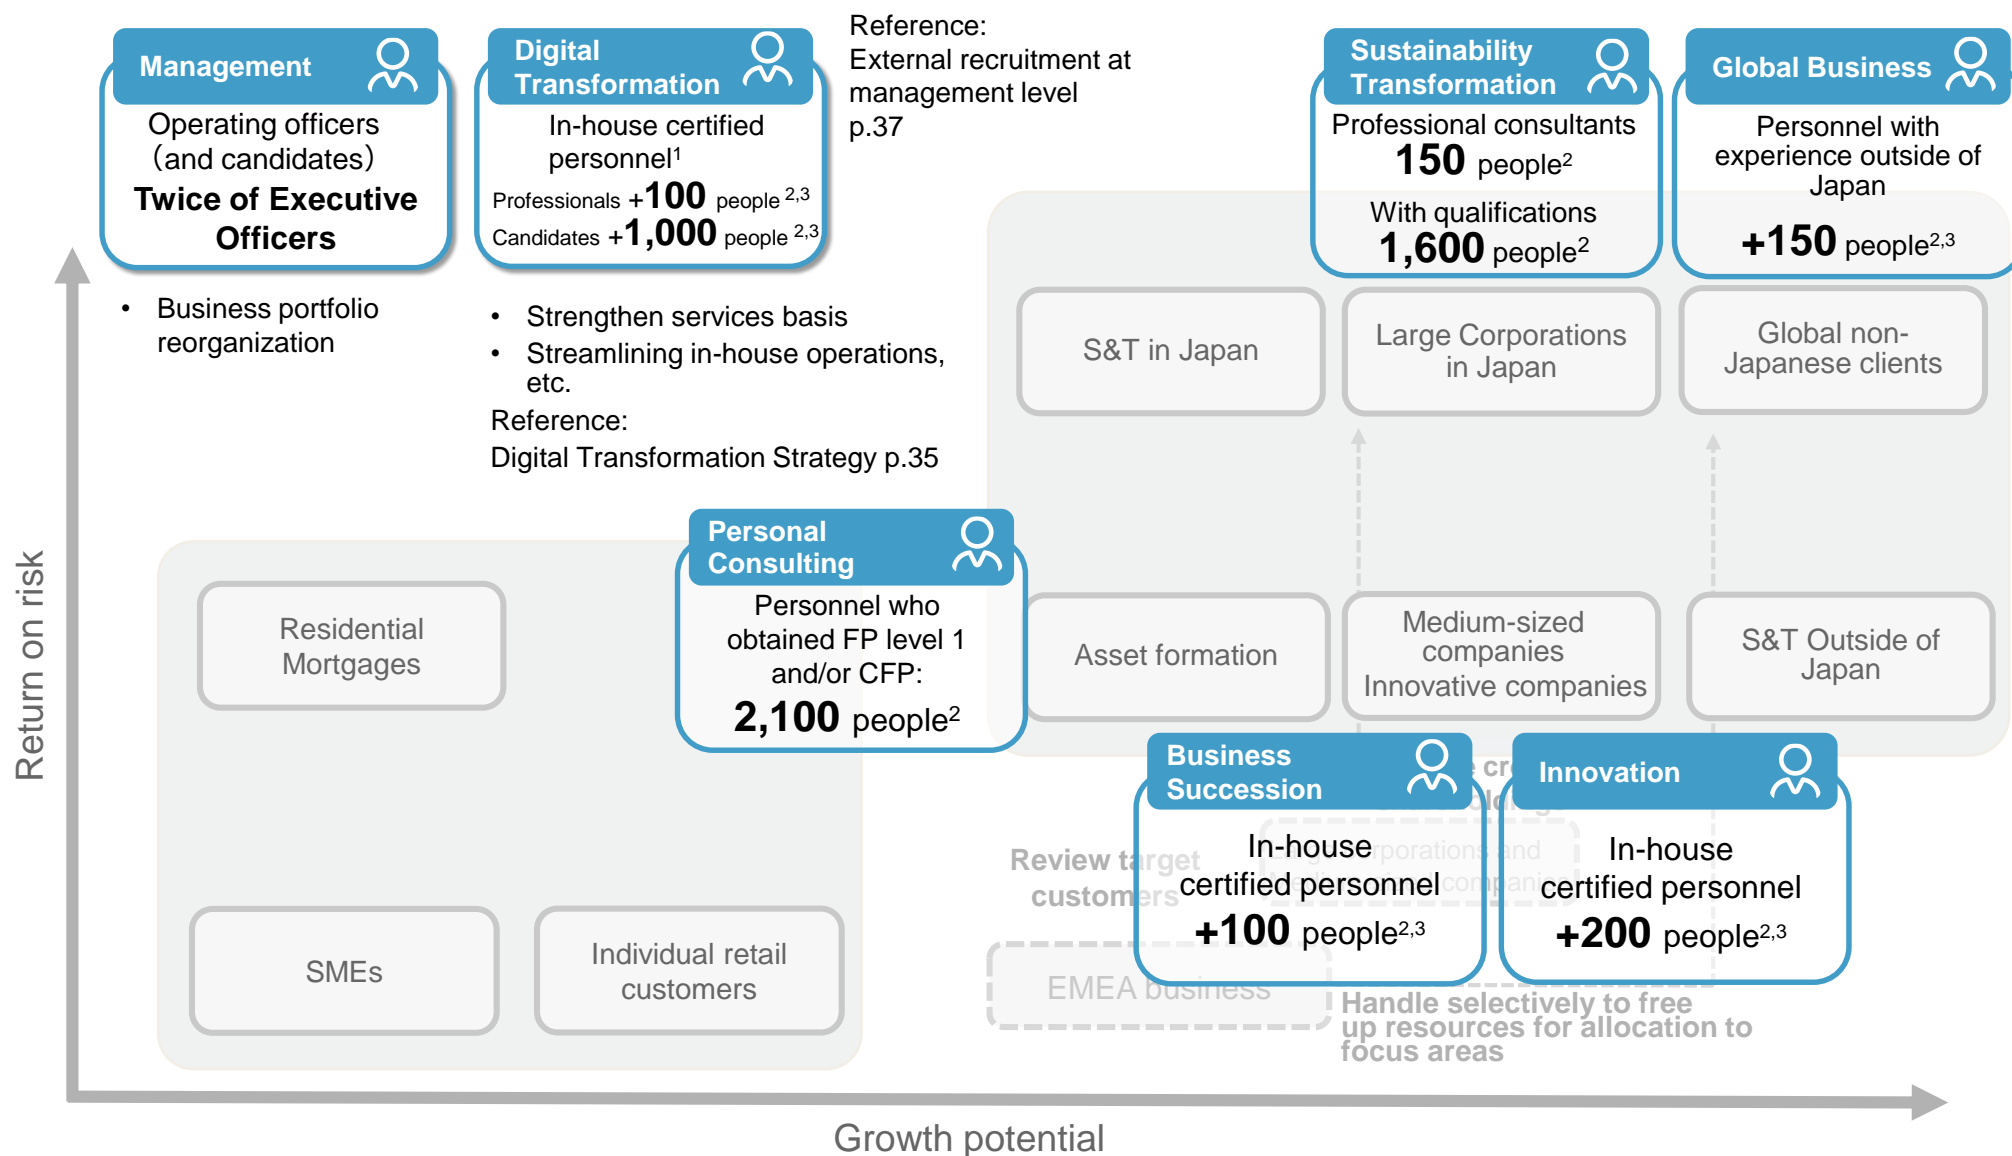 Reference:
External recruitment at
management level
p.37
Management
Operating officers
（and candidates）
Twice of Executive
Officers
• Business portfolio
reorganization
Digital
Transformation
In-house certified
personnel1
Professionals +100 people 2,3
Candidates +1,000 people 2,3
• Strengthen services basis
• Streamlining in-house operations,
etc.
Reference:
Digital Transformation Strategy p.35
Sustainability
Transformation
Professional consultants
150 people2
With qualifications
1,600 people2
Global Business
Personnel with
experience outside of
Japan
+150 people2,3
S&T in Japan
Large Corporations
in Japan
Global non-
Japanese clients
Personal
Consulting
Personnel who
obtained FP level 1
and/or CFP:
2,100 people2
Residential
Mortgages
Asset formation
Medium-sized
companies
Innovative companies
S&T Outside of
Japan
Business
Succession
In-house
certified personnel
+100 people2,3
Innovation
In-house
certified personnel
+200 people2,3
Review target
customers
Large corporations and
companies
SMEs
Individual retail
customers
EMEA business
Handle selectively to free
up resources for allocation to
focus areas
Return on risk
Growth potential